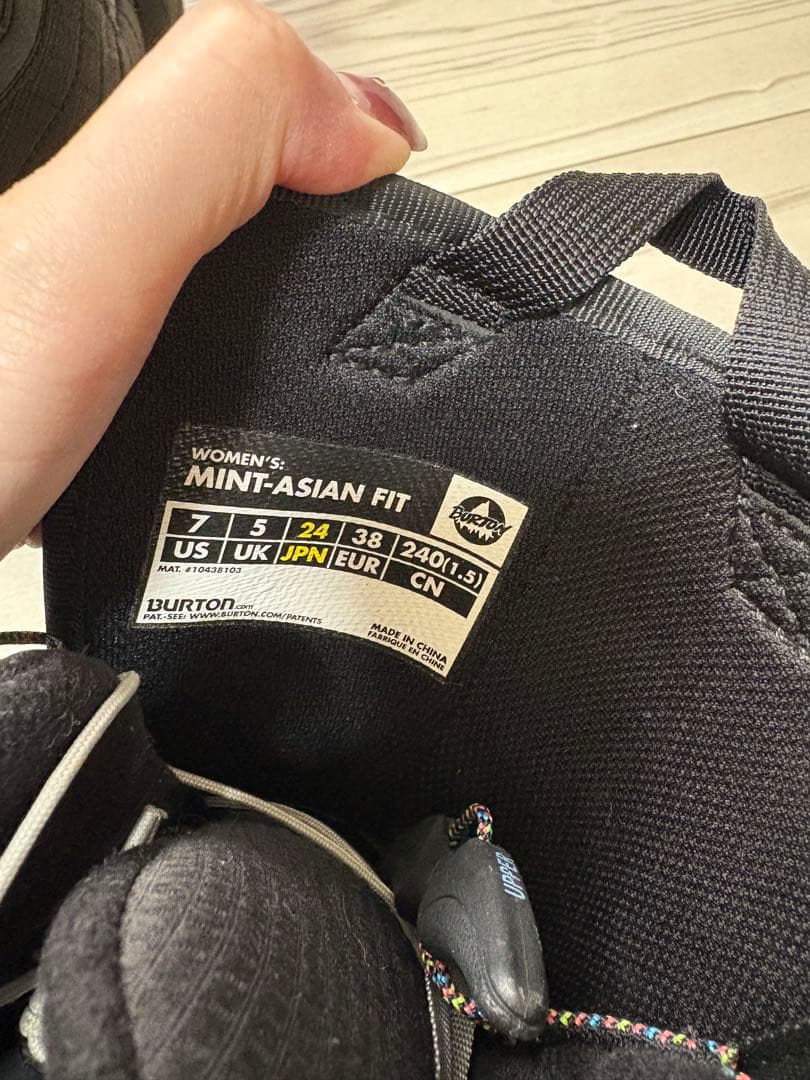 WOMEN'S:
MINT-ASIAN FIT
BURTON
7 5 24 38 240(1.5)
US UK JPN EUR CN
MAT. #10438103
BURTON.com
PAT.-SEE: WWW.BURTON.COM/PATENTS
MADE IN CHINA
FABRIQUE EN CHINE
UPPER